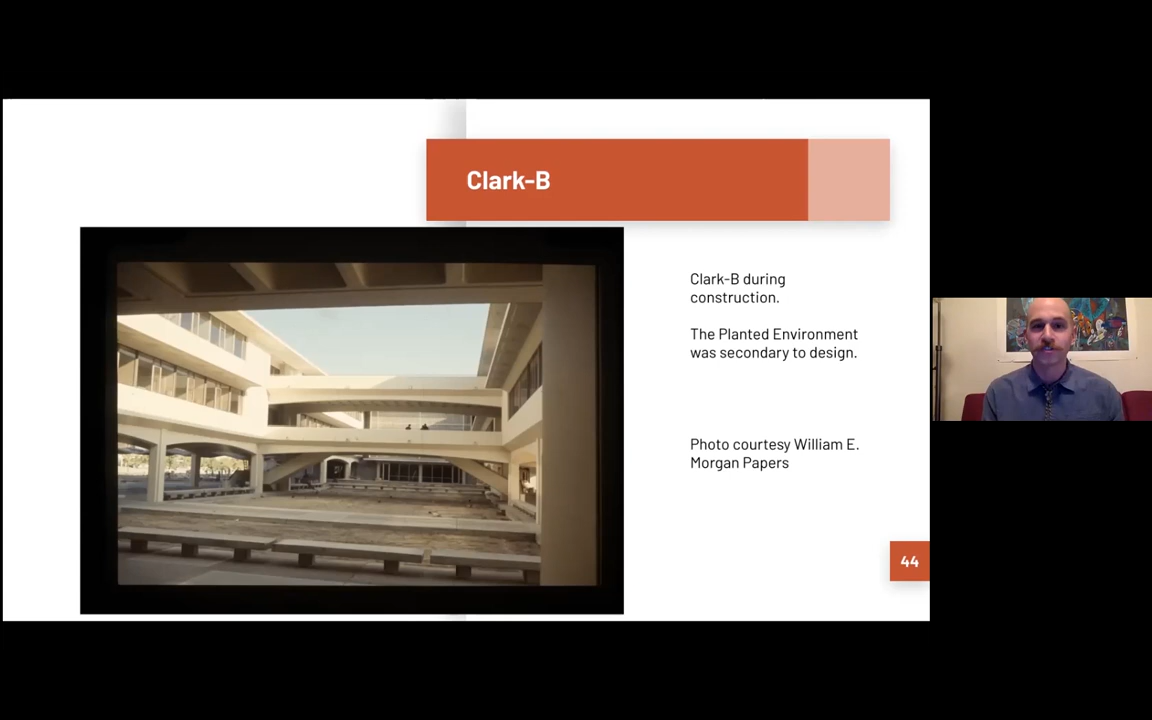 Clark-B
Clark-B during
construction.
The Planted Environment
was secondary to design.
Photo courtesy William E.
Morgan Papers
44